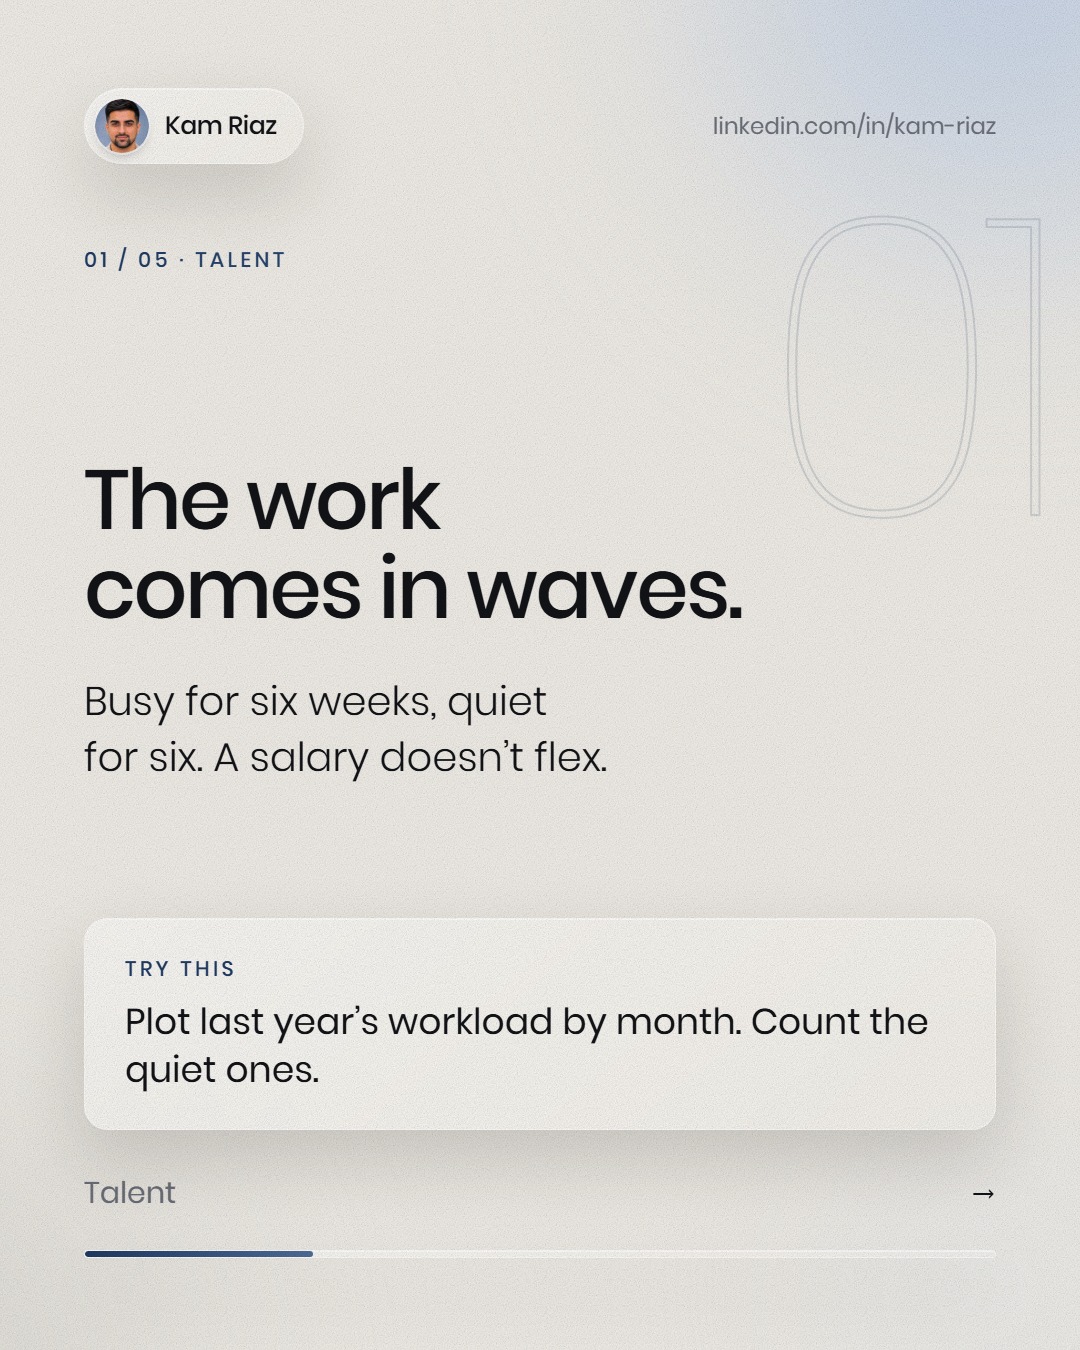 Kam Riaz
linkedin.com/in/kam-riaz
01 / 05 · TALENT
01
The work
comes in waves.
Busy for six weeks, quiet
for six. A salary doesn’t flex.
TRY THIS
Plot last year’s workload by month. Count the
quiet ones.
Talent
→